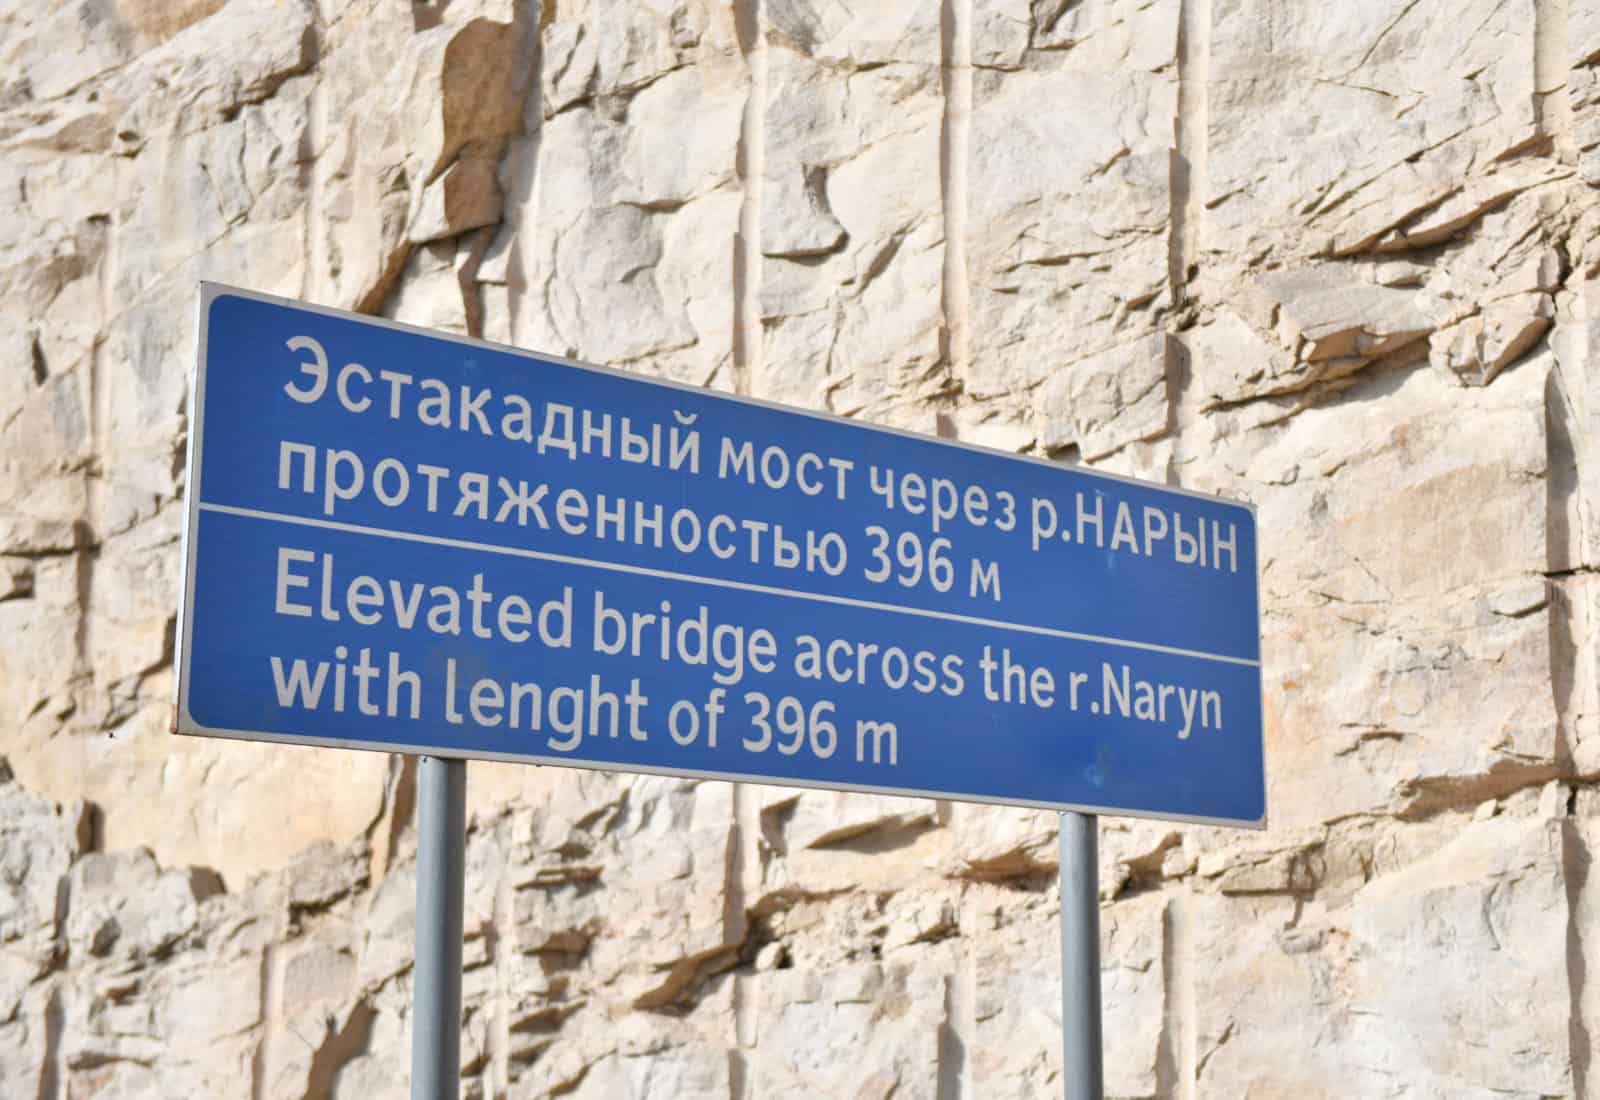 Эстакадный мост через р.НАРЫН
протяженностью 396 м
Elevated bridge across the r.Naryn
with lenght of 396 m